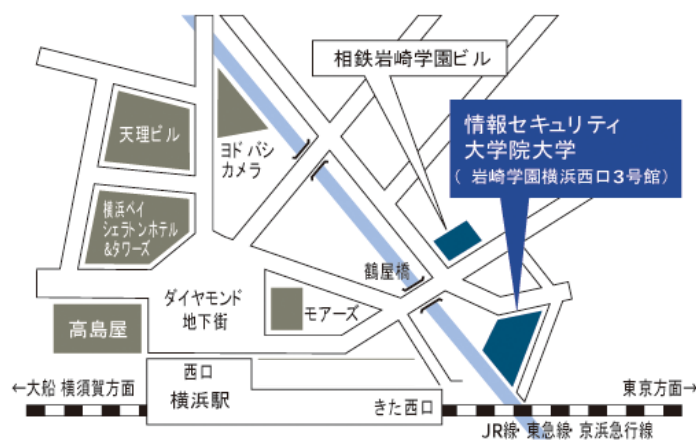 相鉄岩崎学園ビル
情報セキュリティ
大学院大学
( 岩崎学園横浜西口3号館)
天理ビル
ヨドバシ
カメラ
横浜ベイ
シェラトンホテル
&タワーズ
鶴屋橋
ダイヤモンド
地下街
モアーズ
高島屋
西口
横浜駅
きた西口
←大船 横須賀方面
東京方面→
JR線・東急線・京浜急行線